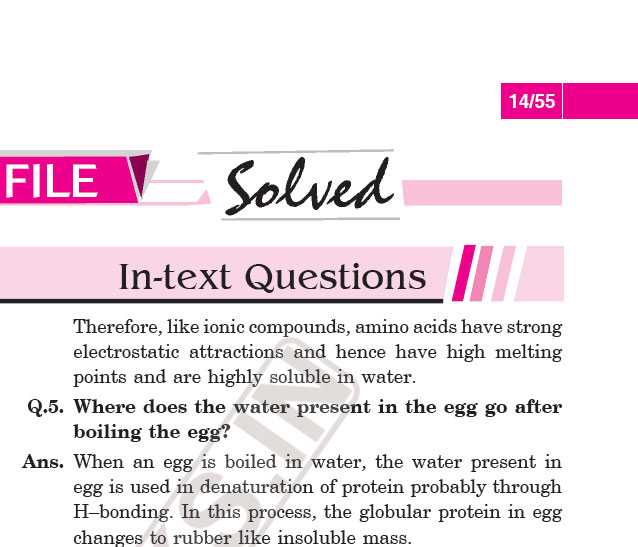 14/55
FILE
Solved
In-text Questions
Therefore, like ionic compounds, amino acids have strong
electrostatic attractions and hence have high melting
points and are highly soluble in water.
Q.5. Where does the water present in the egg go after
boiling the egg?
Ans. When an egg is boiled in water, the water present in
egg is used in denaturation of protein probably through
H–bonding. In this process, the globular protein in egg
changes to rubber like insoluble mass.